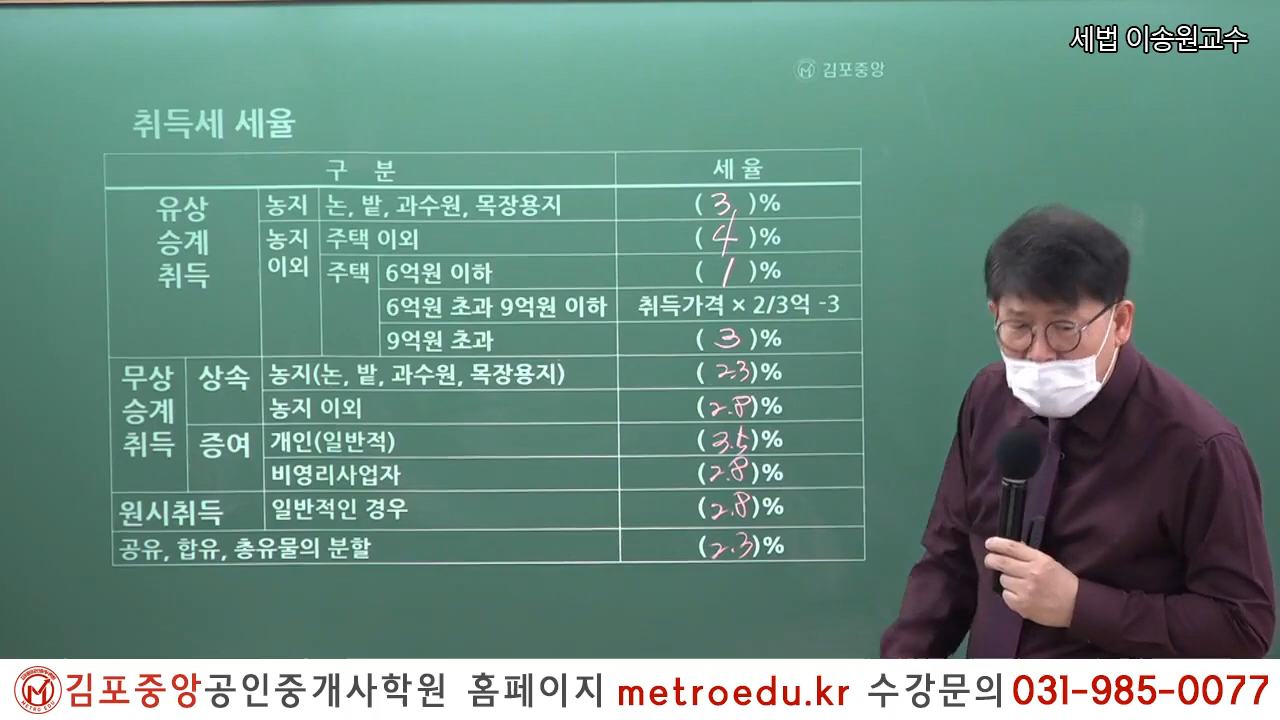 세법 이송원교수
김포중앙
취득세 세율
구 분 세 율
유상 승계 취득 농지 논, 밭, 과수원, 목장용지 ( 3 )%
농지 이외 주택 이외 ( 4 )%
주택 6억원 이하 ( 1 )%
6억원 초과 9억원 이하 취득가격 × 2/3억 -3
9억원 초과 ( 3 )%
무상 승계 취득 상속 농지(논, 밭, 과수원, 목장용지) ( 2.3)%
농지 이외 (2.8)%
증여 개인(일반적) (3.5)%
비영리사업자 (2.8)%
원시취득 일반적인 경우 (2.8)%
공유, 합유, 총유물의 분할 (2.3)%
김포중앙공인중개사학원 홈페이지 metroedu.kr 수강문의 031-985-0077
METRO EDU